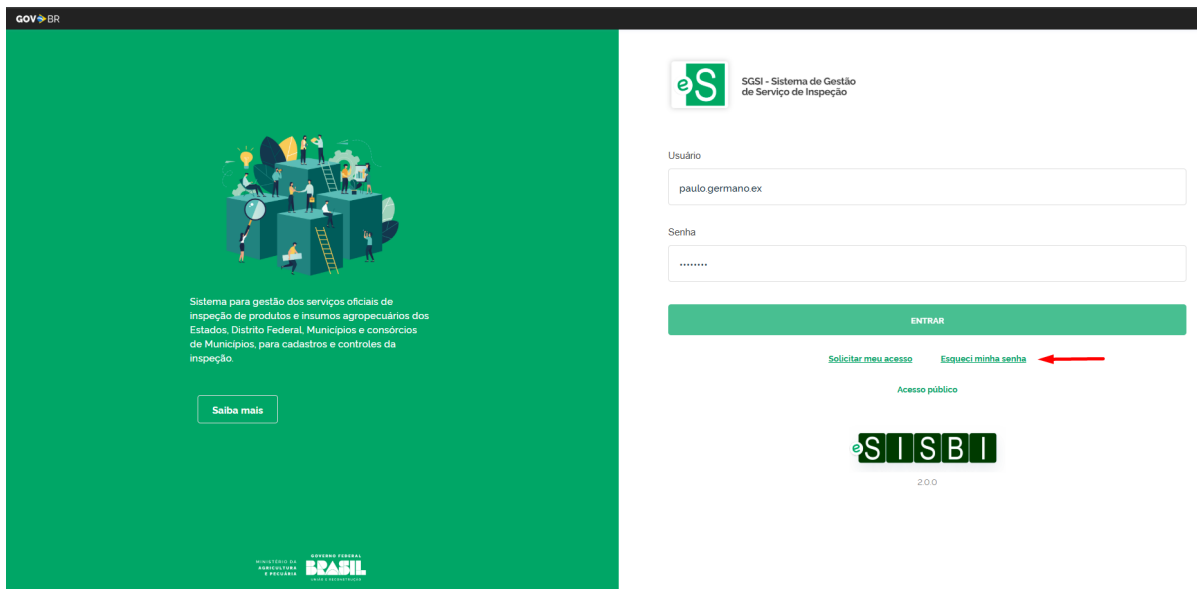 GOV BR
SGSI - Sistema de Gestão
de Serviço de Inspeção
Usuário
paulo.germano.ex
Senha
........
ENTRAR
Solicitar meu acesso Esqueci minha senha
Acesso público
eSISBI
2.0.0
Sistema para gestão dos serviços oficiais de
inspeção de produtos e insumos agropecuários dos
Estados, Distrito Federal, Municípios e consórcios
de Municípios, para cadastros e controles da
inspeção.
Saiba mais
MINISTÉRIO DA
AGRICULTURA
E PECUÁRIA
GOVERNO FEDERAL
BRASIL
UNIÃO E RECONSTRUÇÃO
eS